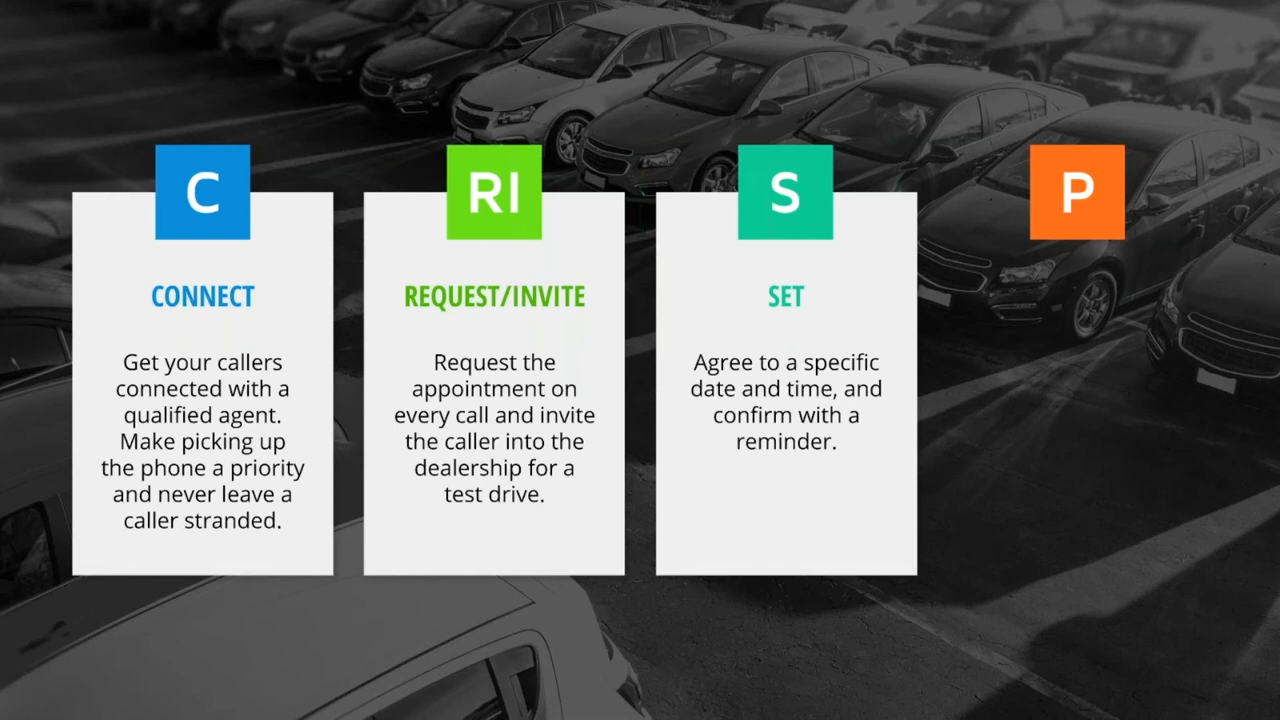 C
RI
S
P
CONNECT
Get your callers
connected with a
qualified agent.
Make picking up
the phone a priority
and never leave a
caller stranded.
REQUEST/INVITE
Request the
appointment on
every call and invite
the caller into the
dealership for a
test drive.
SET
Agree to a specific
date and time, and
confirm with a
reminder.